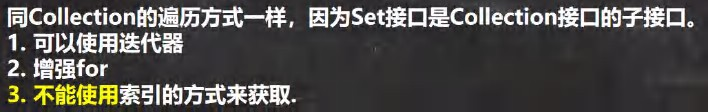 同Collection的遍历方式一样，因为Set接口是Collection接口的子接口。
1. 可以使用迭代器
2. 增强for
3. 不能使用索引的方式来获取.